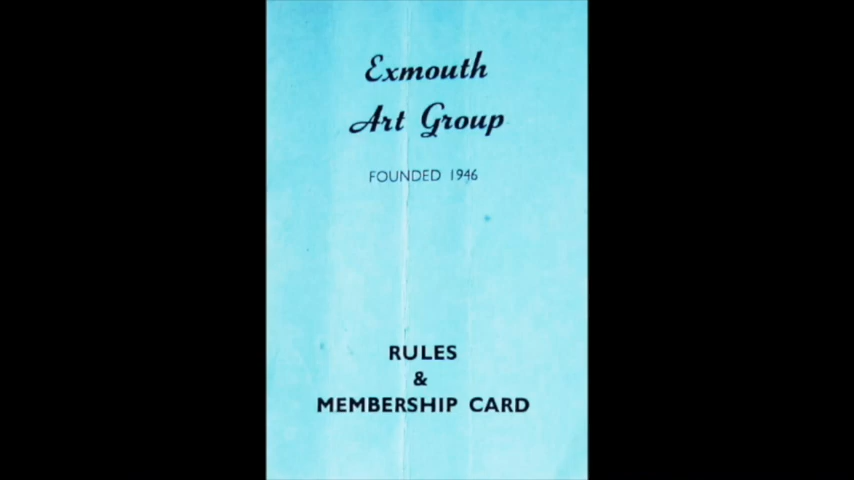 Exmouth
Art Group
FOUNDED 1946
RULES
&
MEMBERSHIP CARD